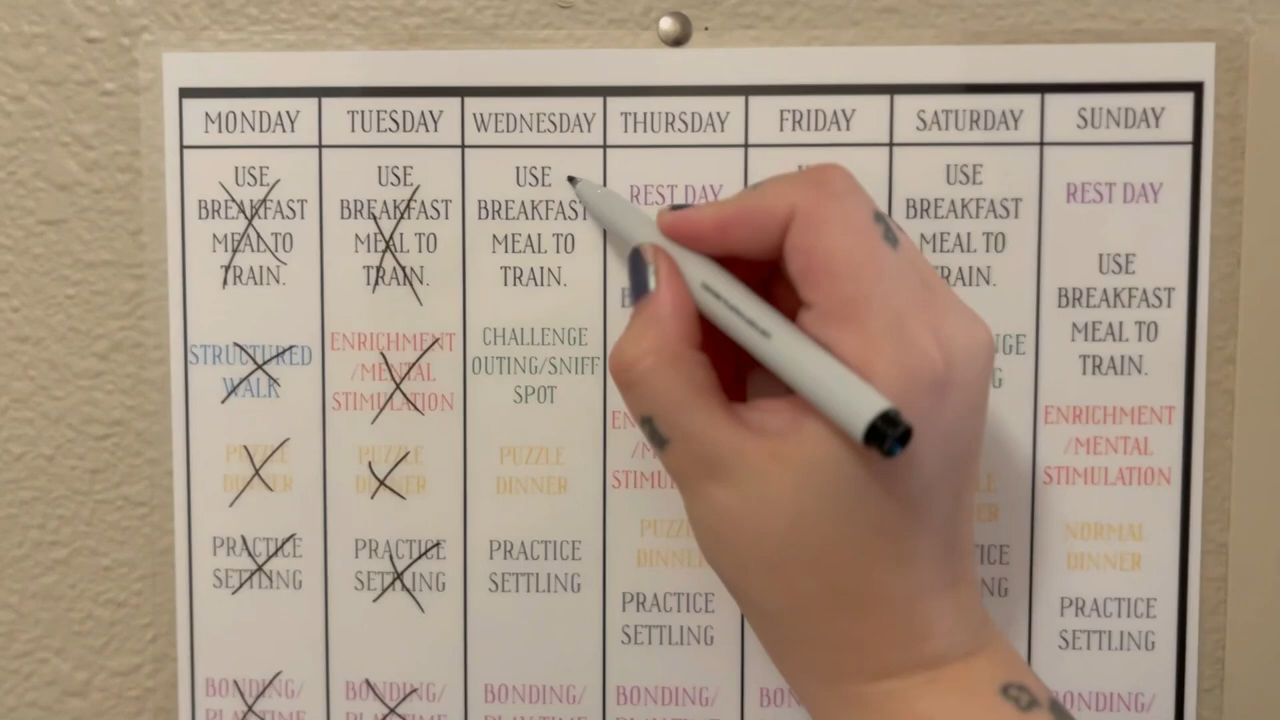 MONDAY TUESDAY WEDNESDAY THURSDAY FRIDAY SATURDAY SUNDAY
USE
BREAKFAST
MEAL TO
TRAIN.
STRUCTURED
WALK
PUZZLE
DINNER
PRACTICE
SETTLING
BONDING/
PLAYTIME
USE
BREAKFAST
MEAL TO
TRAIN.
ENRICHMENT
/MENTAL
STIMULATION
PUZZLE
DINNER
PRACTICE
SETTLING
BONDING/
PLAYTIME
USE
BREAKFAST
MEAL TO
TRAIN.
CHALLENGE
OUTING/SNIFF
SPOT
PUZZLE
DINNER
PRACTICE
SETTLING
BONDING/
PLAYTIME
REST DAY
PUZZLE
DINNER
PRACTICE
SETTLING
BONDING/
USE
BREAKFAST
MEAL TO
TRAIN.
REST DAY
USE
BREAKFAST
MEAL TO
TRAIN.
ENRICHMENT
/MENTAL
STIMULATION
NORMAL
DINNER
PRACTICE
SETTLING
BONDING/